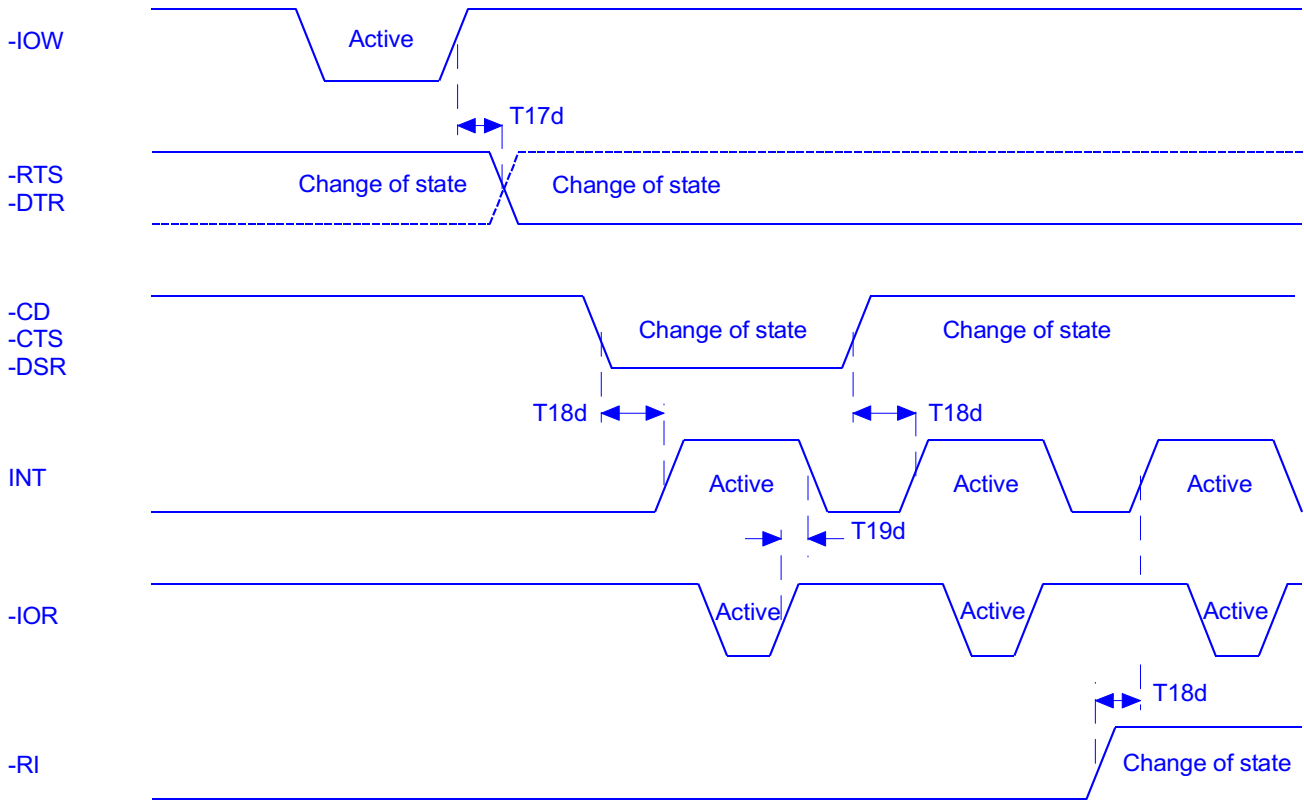 -IOW
Active
T17d
-RTS
-DTR
Change of state
Change of state
-CD
-CTS
-DSR
Change of state
Change of state
T18d
T18d
INT
Active
Active
Active
T19d
-IOR
Active
Active
Active
T18d
-RI
Change of state